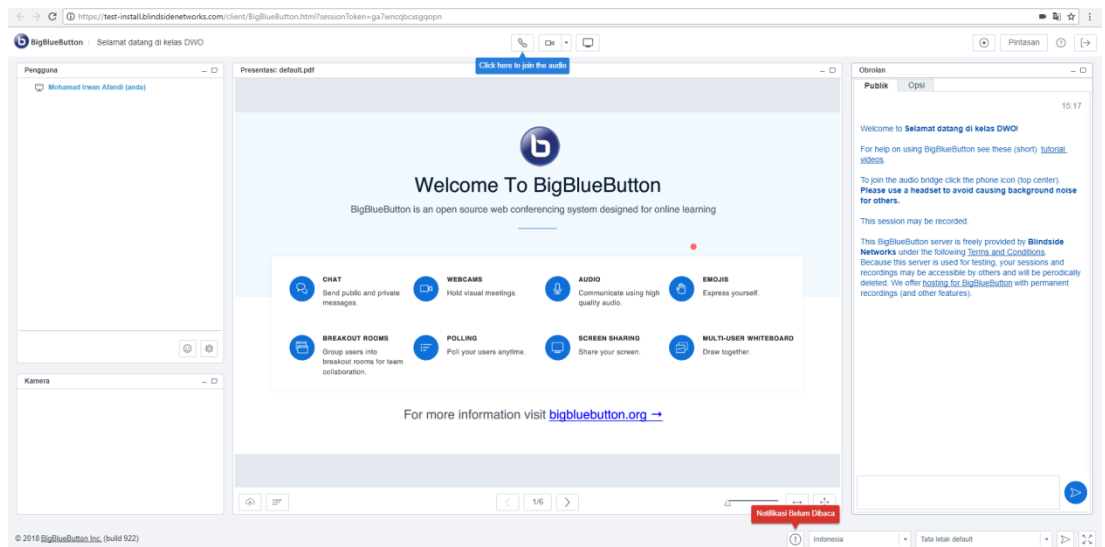 https://test-install.blindsidenetworks.com/client/BigBlueButton.html?sessionToken=ga7wncqbcxsgqopn
BigBlueButton
Selamat datang di kelas DWO
Pintasan
Click here to join the audio
Pengguna
Mohamad Irwan Afandi (anda)
Kamera
Presentasi: default.pdf
Welcome To BigBlueButton
BigBlueButton is an open source web conferencing system designed for online learning
CHAT
Send public and private
messages.
WEBCAMS
Hold visual meetings.
AUDIO
Communicate using high
quality audio.
EMOJIS
Express yourself.
BREAKOUT ROOMS
Group users into
breakout rooms for team
collaboration.
POLLING
Poll your users anytime.
SCREEN SHARING
Share your screen.
MULTI-USER WHITEBOARD
Draw together.
For more information visit bigbluebutton.org →
1/6
Obrolan
Publik
Opsi
15:17
Welcome to Selamat datang di kelas DWO!
For help on using BigBlueButton see these (short) tutorial
videos.
To join the audio bridge click the phone icon (top center).
Please use a headset to avoid causing background noise
for others.
This session may be recorded.
This BigBlueButton server is freely provided by Blindside
Networks under the following Terms and Conditions.
Because this server is used for testing, your sessions and
recordings may be accessible by others and will be perodically
deleted. We offer hosting for BigBlueButton with permanent
recordings (and other features).
Notifikasi Belum Dibaca
© 2018 BigBlueButton Inc. (build 922)
Indonesia
Tata letak default